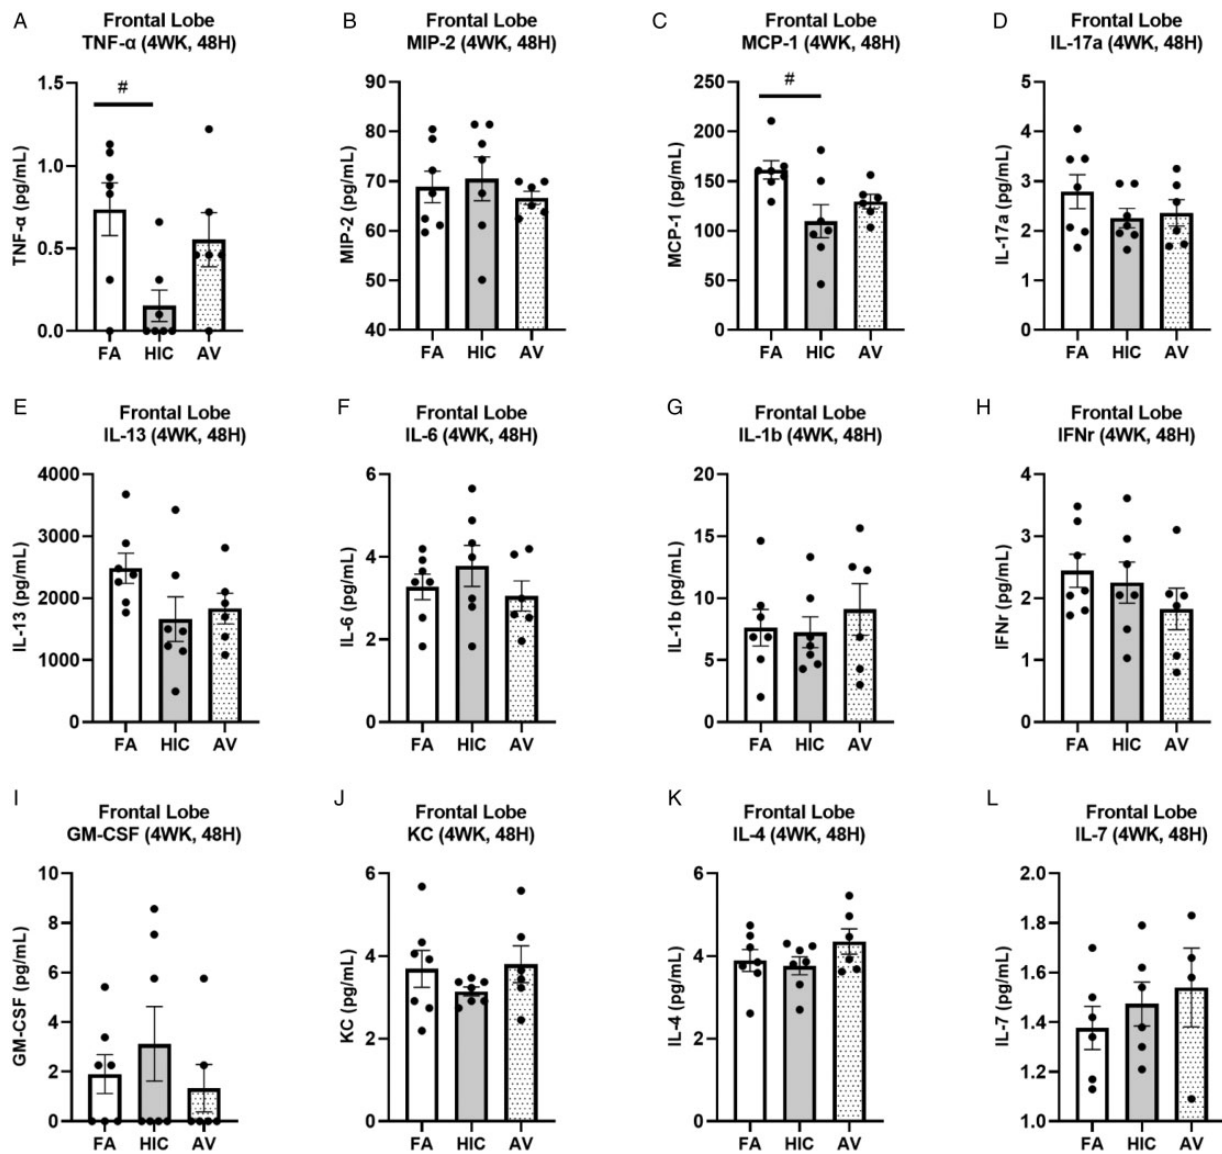 A
Frontal Lobe
TNF-α (4WK, 48H)
TNF-α (pg/mL)
1.5
1.0
0.5
0.0
#
FA HIC AV
B
Frontal Lobe
MIP-2 (4WK, 48H)
MIP-2 (pg/mL)
90
80
70
60
50
40
FA HIC AV
C
Frontal Lobe
MCP-1 (4WK, 48H)
MCP-1 (pg/mL)
250
200
150
100
50
0
#
FA HIC AV
D
Frontal Lobe
IL-17a (4WK, 48H)
IL-17a (pg/mL)
5
4
3
2
1
0
FA HIC AV
E
Frontal Lobe
IL-13 (4WK, 48H)
IL-13 (pg/mL)
4000
3000
2000
1000
0
FA HIC AV
F
Frontal Lobe
IL-6 (4WK, 48H)
IL-6 (pg/mL)
6
4
2
0
FA HIC AV
G
Frontal Lobe
IL-1b (4WK, 48H)
IL-1b (pg/mL)
20
15
10
5
0
FA HIC AV
H
Frontal Lobe
IFNr (4WK, 48H)
IFNr (pg/mL)
4
3
2
1
0
FA HIC AV
I
Frontal Lobe
GM-CSF (4WK, 48H)
GM-CSF (pg/mL)
10
8
6
4
2
0
FA HIC AV
J
Frontal Lobe
KC (4WK, 48H)
KC (pg/mL)
6
4
2
0
FA HIC AV
K
Frontal Lobe
IL-4 (4WK, 48H)
IL-4 (pg/mL)
6
4
2
0
FA HIC AV
L
Frontal Lobe
IL-7 (4WK, 48H)
IL-7 (pg/mL)
2.0
1.8
1.6
1.4
1.2
1.0
FA HIC AV